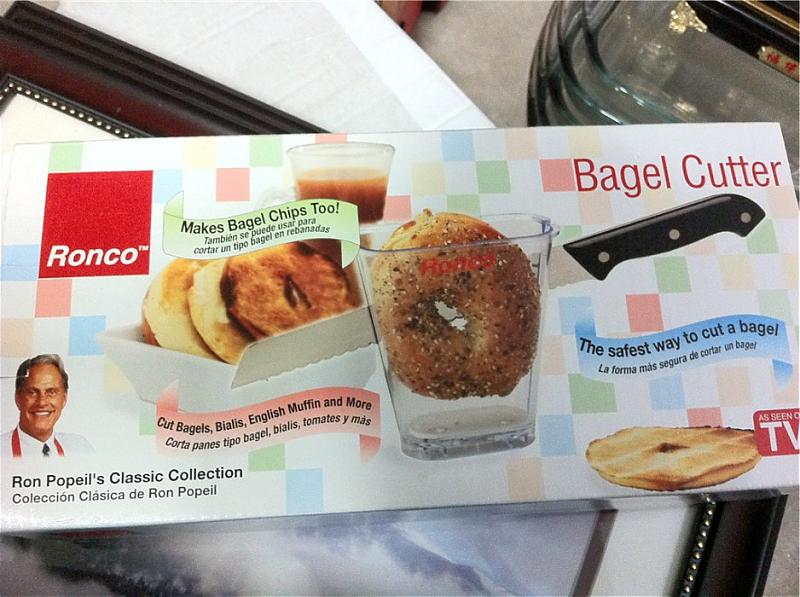 Bagel Cutter
Ronco™
Makes Bagel Chips Too!
También se puede usar para
cortar un tipo bagel en rebanadas
Ronco
The safest way to cut a bagel
La forma más segura de cortar un bagel
Cut Bagels, Bialis, English Muffin and More
Corta panes tipo bagel, bialis, tomates y más
AS SEEN
TV
Ron Popeil's Classic Collection
Colección Clásica de Ron Popeil